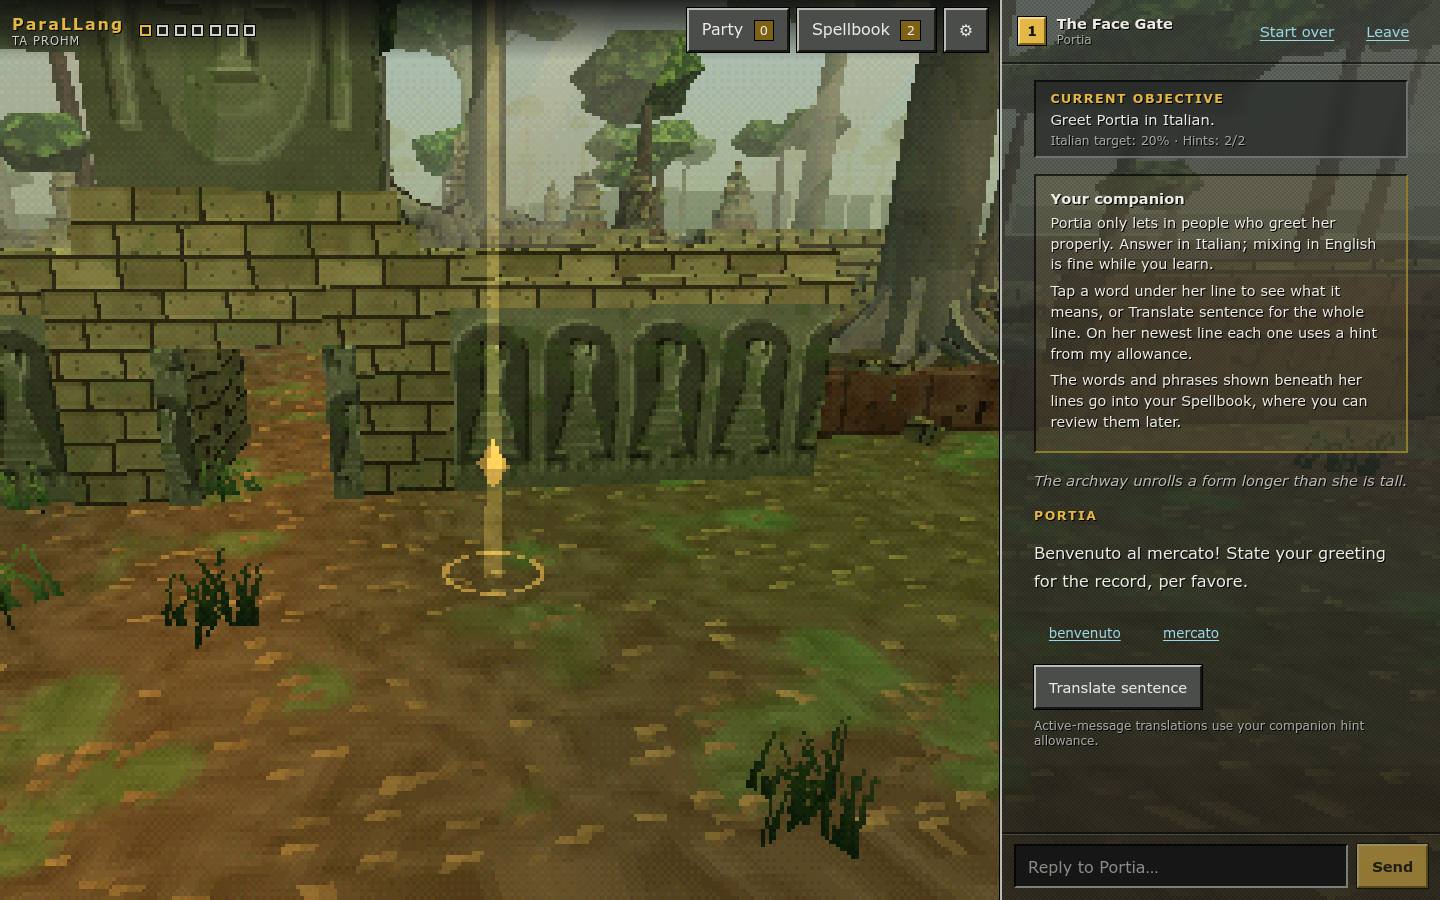 ParaLLang
TA PROHM
Party 0
Spellbook 2
⚙
1
The Face Gate
Portia
Start over
Leave
CURRENT OBJECTIVE
Greet Portia in Italian.
Italian target: 20% · Hints: 2/2
Your companion
Portia only lets in people who greet her
properly. Answer in Italian; mixing in English
is fine while you learn.
Tap a word under her line to see what it
means, or Translate sentence for the whole
line. On her newest line each one uses a hint
from my allowance.
The words and phrases shown beneath her
lines go into your Spellbook, where you can
review them later.
The archway unrolls a form longer than she is tall.
PORTIA
Benvenuto al mercato! State your greeting
for the record, per favore.
benvenuto mercato
Translate sentence
Active-message translations use your companion hint
allowance.
Reply to Portia...
Send